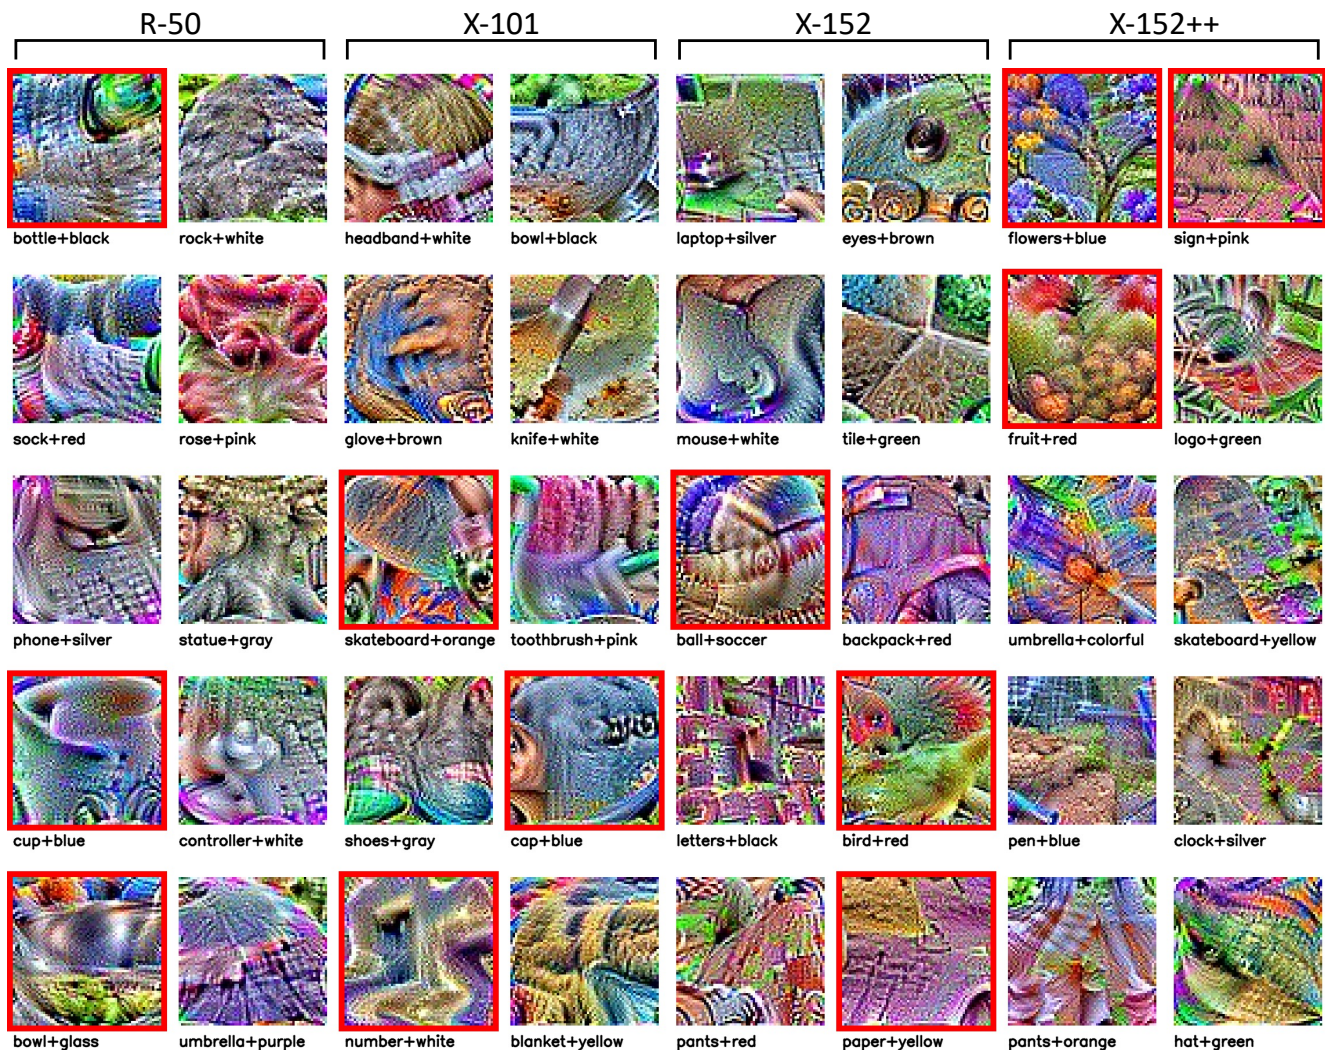 R-50 X-101 X-152 X-152++
bottle+black rock+white headband+white bowl+black laptop+silver eyes+brown flowers+blue sign+pink
sock+red rose+pink glove+brown knife+white mouse+white tile+green fruit+red logo+green
phone+silver statue+gray skateboard+orange toothbrush+pink ball+soccer backpack+red umbrella+colorful skateboard+yellow
cup+blue controller+white shoes+gray cap+blue letters+black bird+red pen+blue clock+silver
bowl+glass umbrella+purple number+white blanket+yellow pants+red paper+yellow pants+orange hat+green